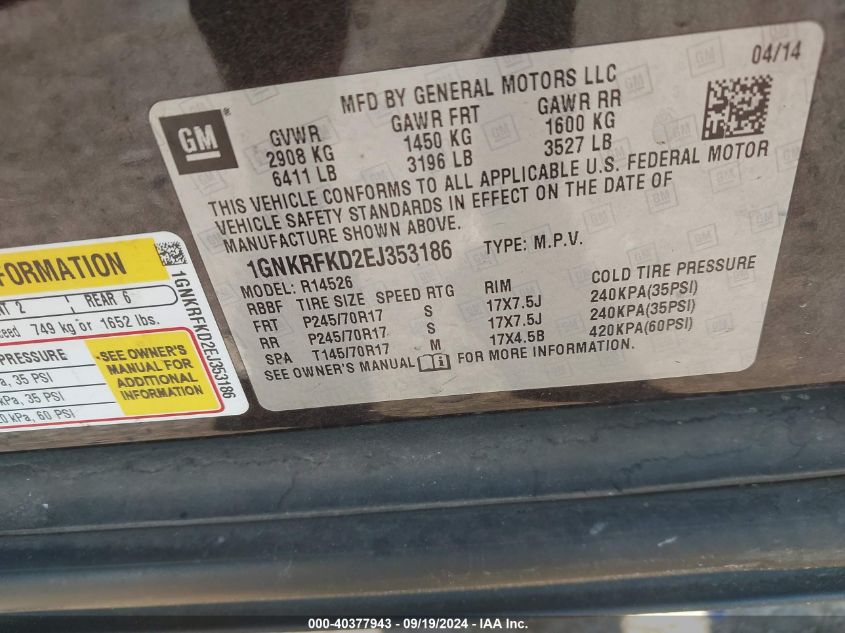 04/14
MFD BY GENERAL MOTORS LLC
GM
GVWR GAWR FRT GAWR RR
2908 KG 1450 KG 1600 KG
6411 LB 3196 LB 3527 LB
THIS VEHICLE CONFORMS TO ALL APPLICABLE U.S. FEDERAL MOTOR
VEHICLE SAFETY STANDARDS IN EFFECT ON THE DATE OF
MANUFACTURE SHOWN ABOVE.
1GNKRFKD2EJ353186 TYPE: M.P.V.
MODEL: R14526
RBBF TIRE SIZE SPEED RTG RIM COLD TIRE PRESSURE
FRT P245/70R17 S 17X7.5J 240KPA(35PSI)
RR P245/70R17 S 17X7.5J 240KPA(35PSI)
SPA T145/70R17 M 17X4.5B 420KPA(60PSI)
SEE OWNER'S MANUAL FOR MORE INFORMATION.
FORMATION
2 REAR 6
749 kg or 1652 lbs.
PRESSURE
35 PSI
35 PSI
60 PSI
SEE OWNER'S
MANUAL FOR
ADDITIONAL
INFORMATION
1GNKRFKD2EJ353186
000-40377943 - 09/19/2024 - IAA Inc.